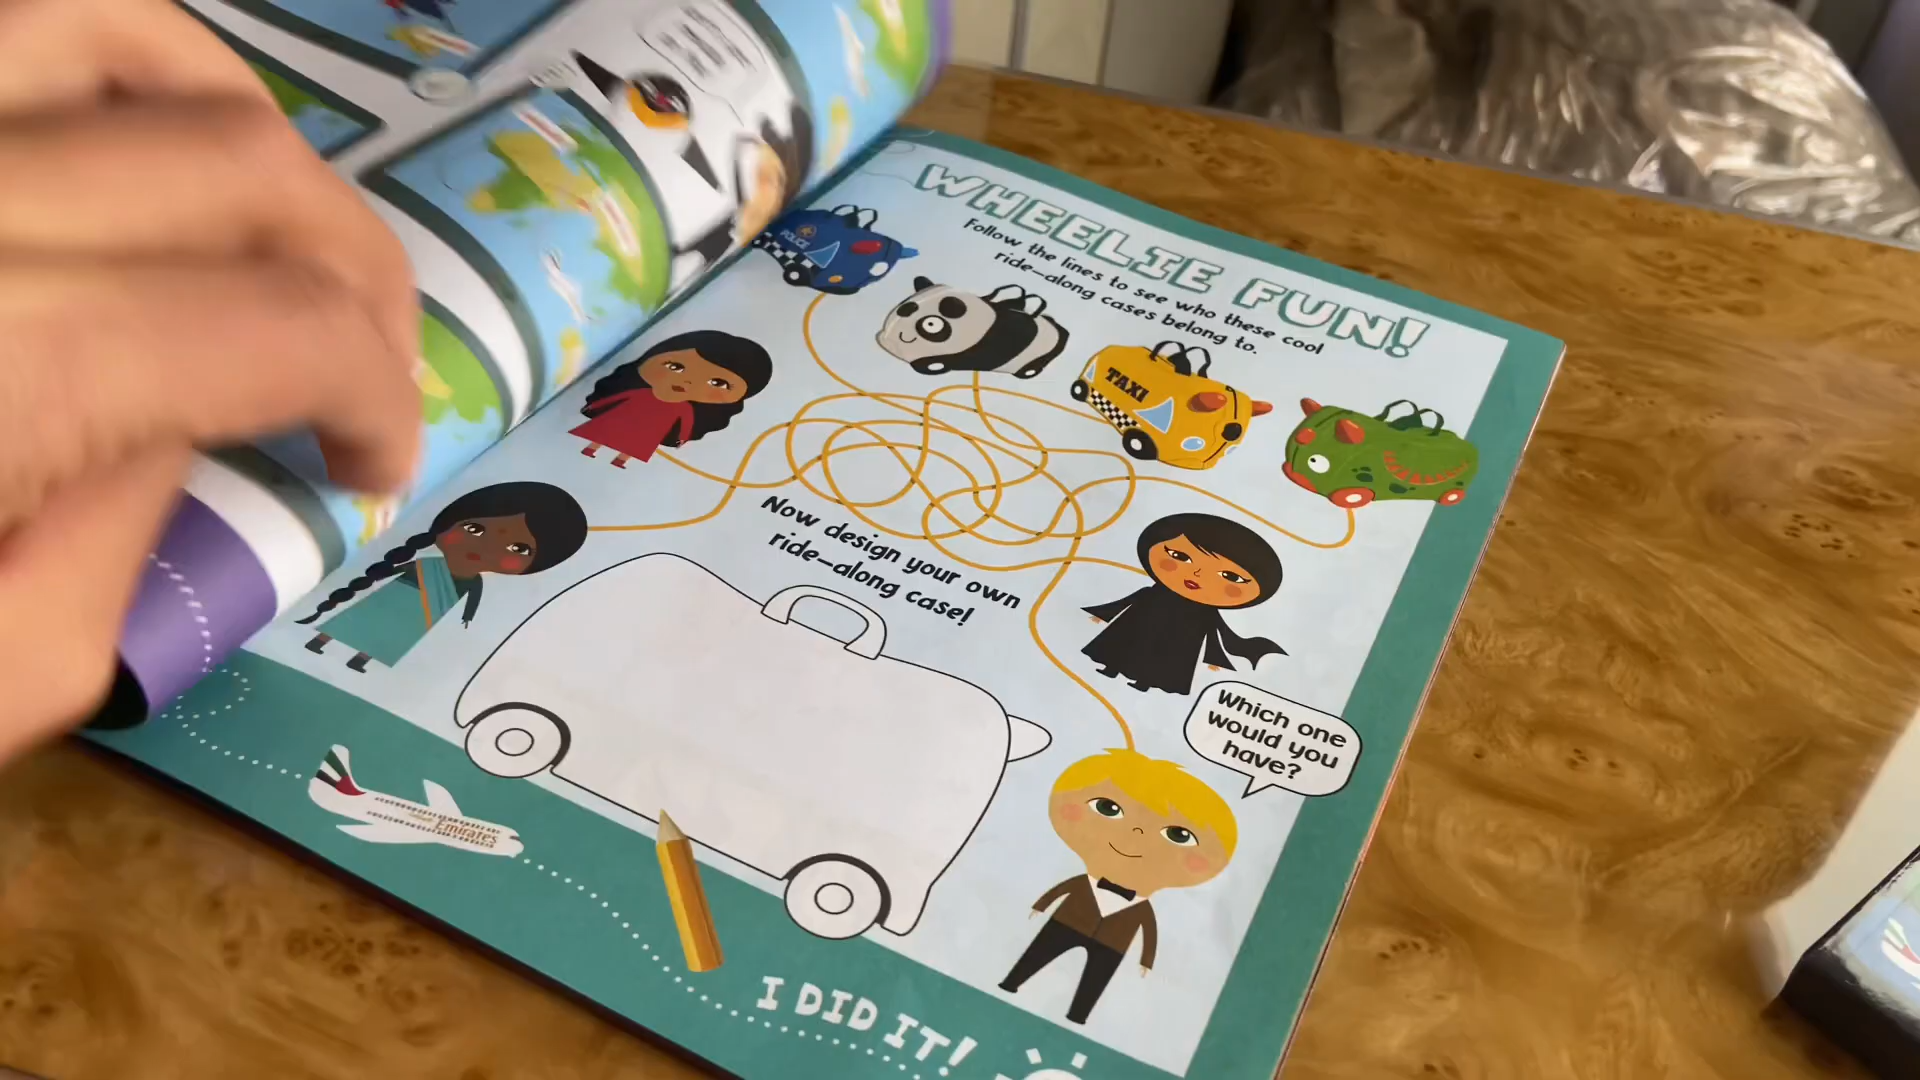 WHEELIE FUN!
Follow the lines to see who these cool
ride-along cases belong to.
POLICE
TAXI
Now design your own
ride-along case!
Which one
would you
have?
Emirates
I DID IT!